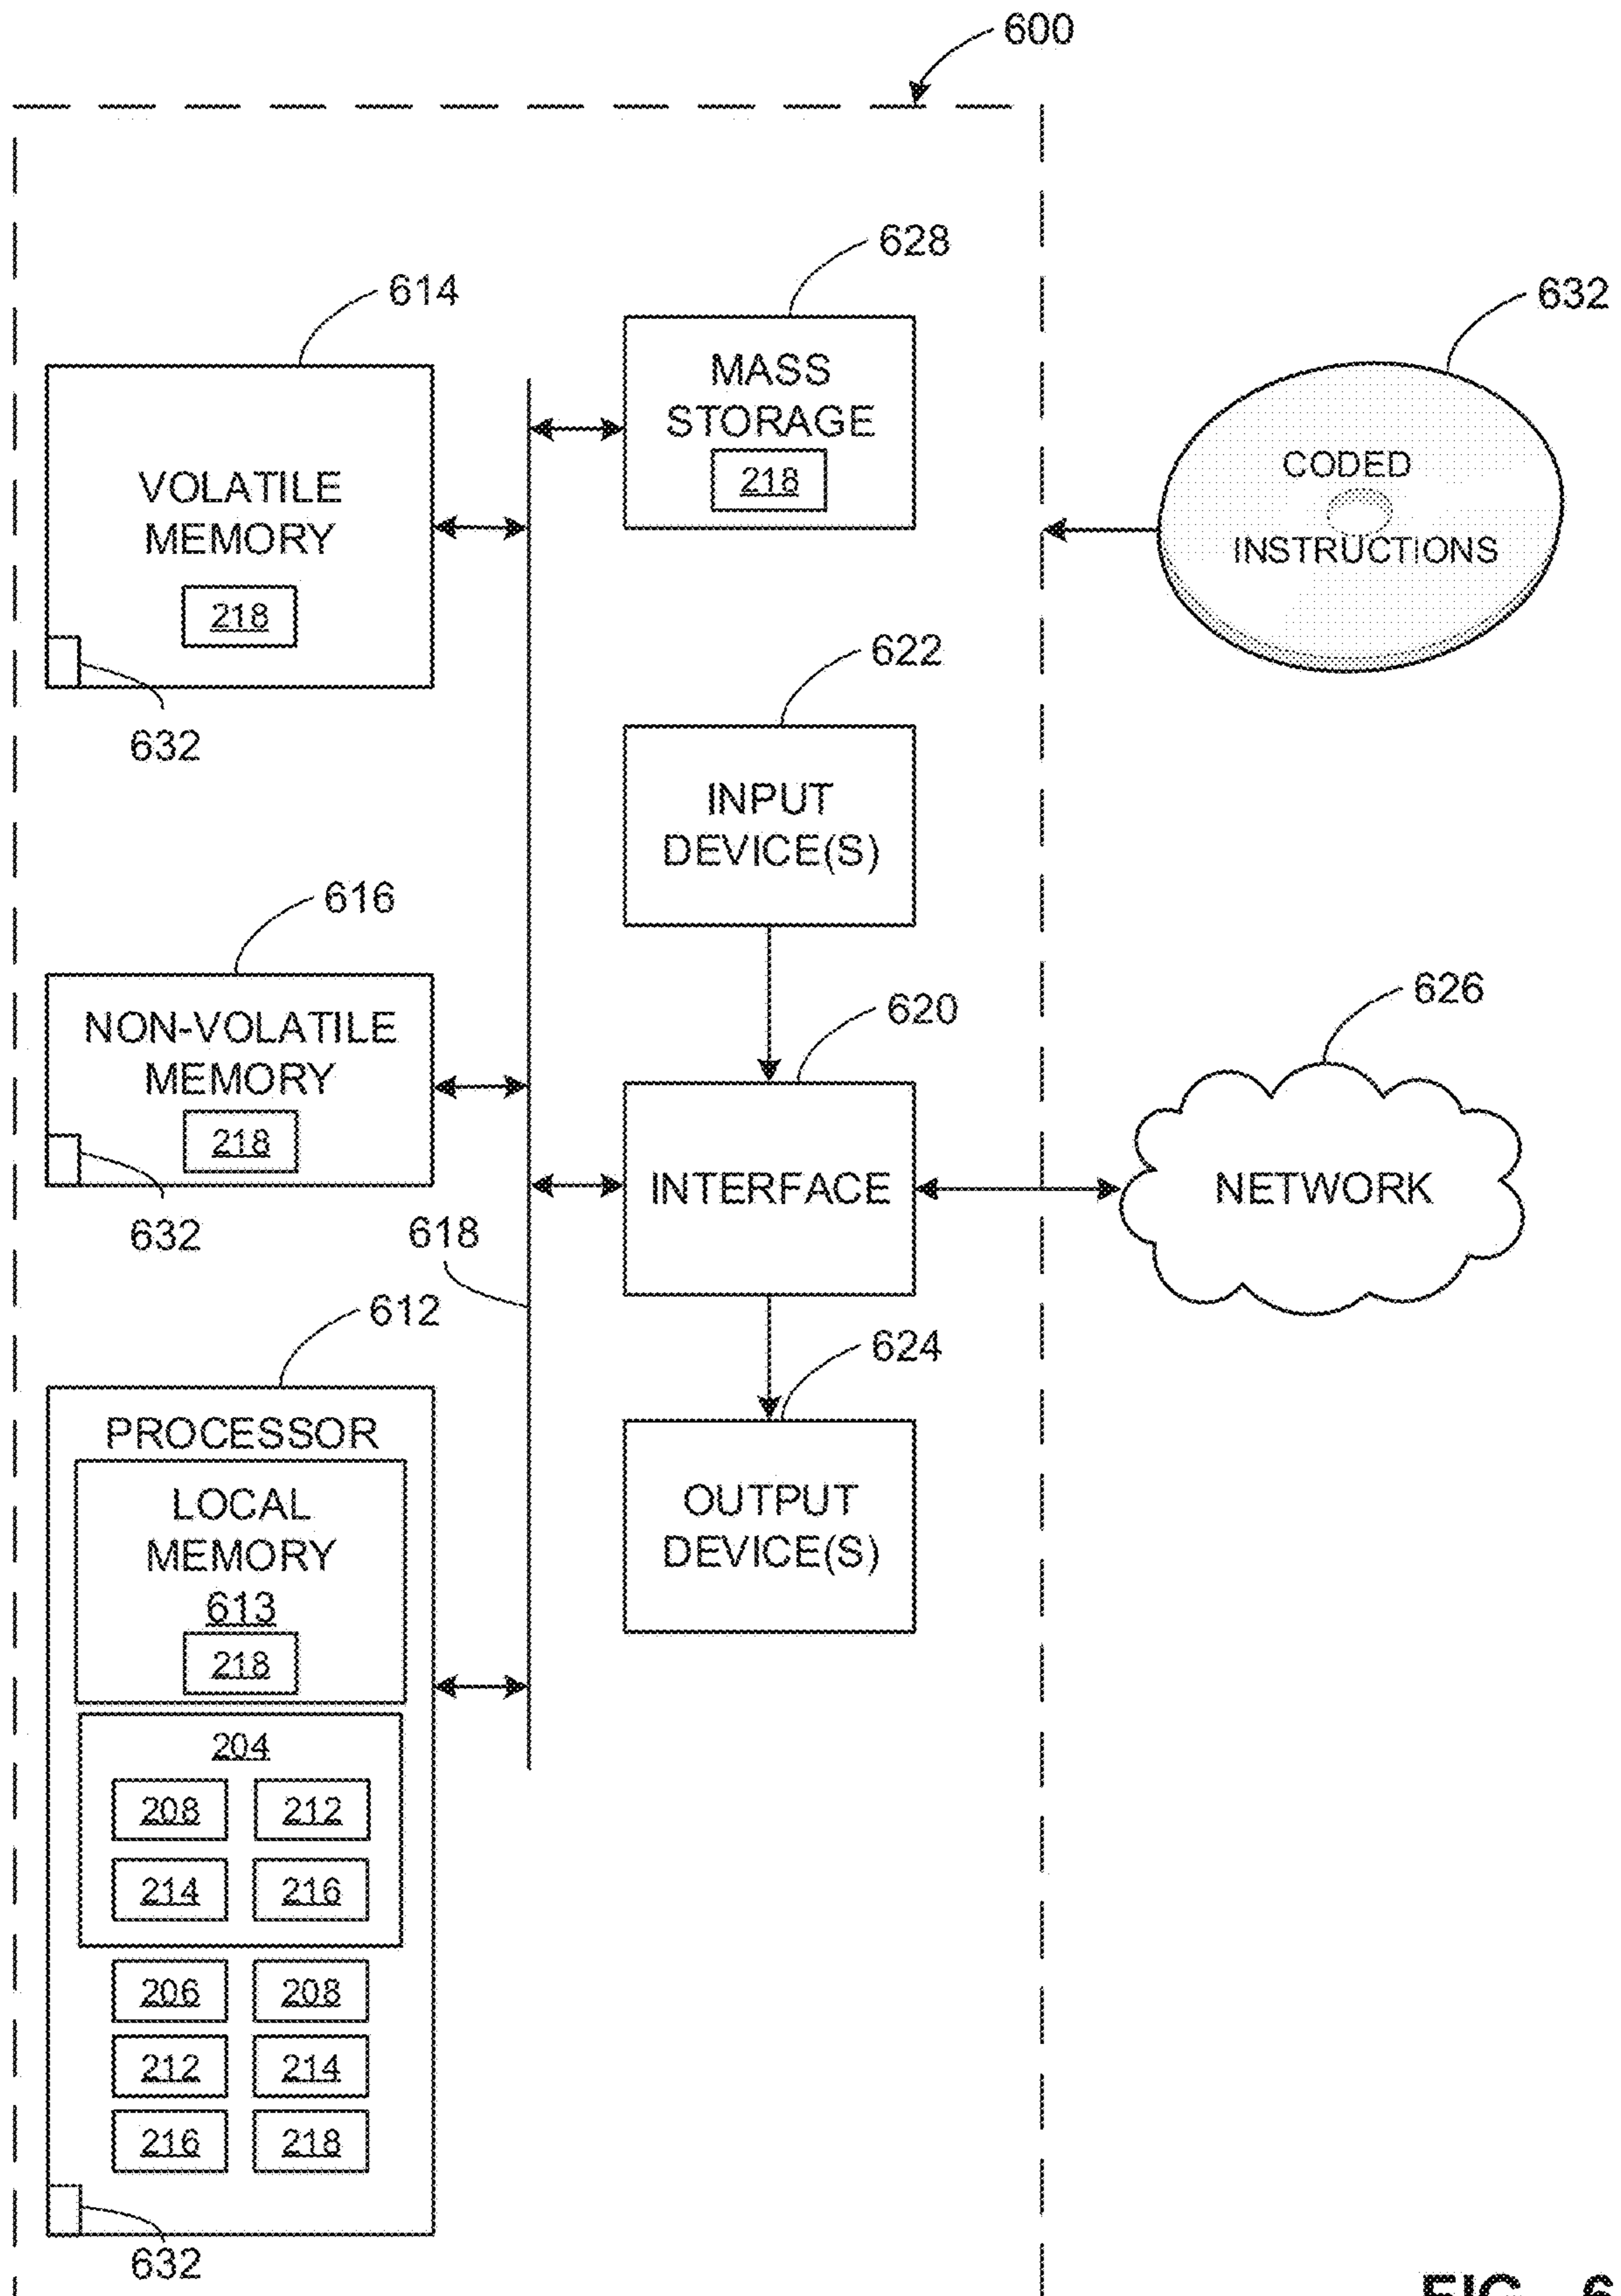 600
628
614
632
MASS
STORAGE
218
CODED
INSTRUCTIONS
VOLATILE
MEMORY
218
632
622
INPUT
DEVICE(S)
616
620
626
NON-VOLATILE
MEMORY
218
632
INTERFACE
NETWORK
618
612
624
PROCESSOR
LOCAL
MEMORY
613
218
OUTPUT
DEVICE(S)
204
208 212
214 216
206 208
212 214
216 218
632
FIG. 6